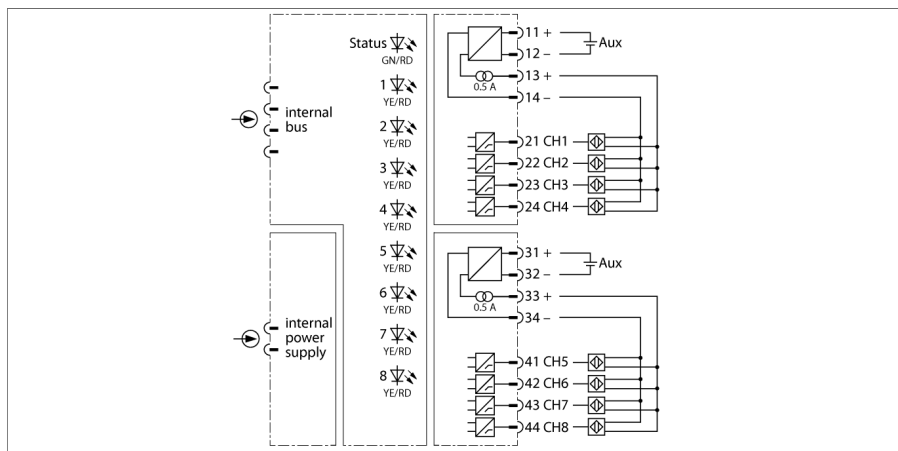 Status
GN/RD
1
YE/RD
2
YE/RD
3
YE/RD
4
YE/RD
5
YE/RD
6
YE/RD
7
YE/RD
8
YE/RD
internal
bus
internal
power
supply
11 +
Aux
12 –
13 +
0.5 A
14 –
21 CH1
22 CH2
23 CH3
24 CH4
31 +
Aux
32 –
33 +
0.5 A
34 –
41 CH5
42 CH6
43 CH7
44 CH8